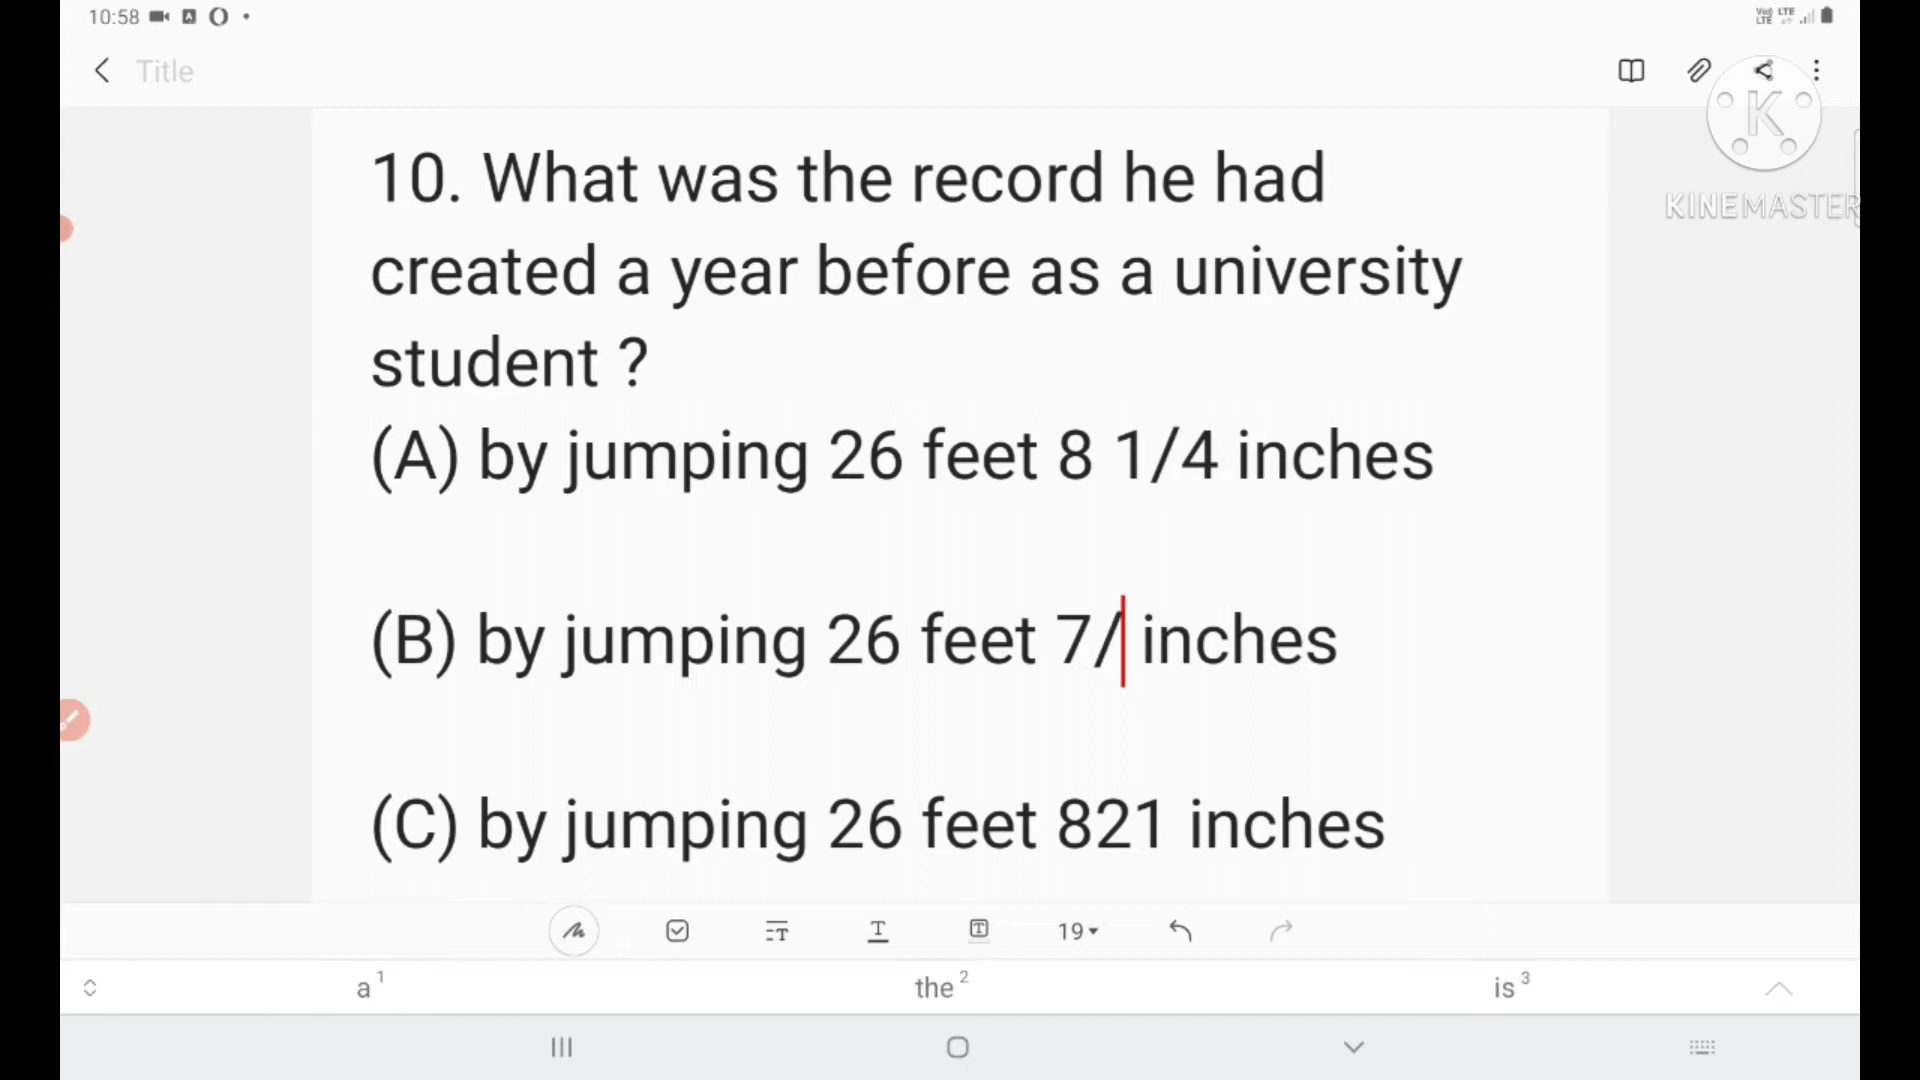 10:58
VoLTE LTE
Title
KINEMASTER
10. What was the record he had
created a year before as a university
student ?
(A) by jumping 26 feet 8 1/4 inches
(B) by jumping 26 feet 7/ inches
(C) by jumping 26 feet 821 inches
19
a 1 the 2 is 3